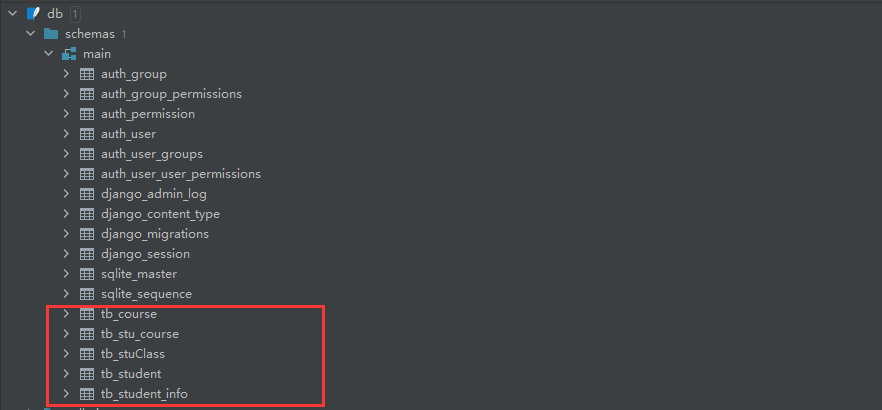 db 1
schemas 1
main
auth_group
auth_group_permissions
auth_permission
auth_user
auth_user_groups
auth_user_user_permissions
django_admin_log
django_content_type
django_migrations
django_session
sqlite_master
sqlite_sequence
tb_course
tb_stu_course
tb_stuClass
tb_student
tb_student_info